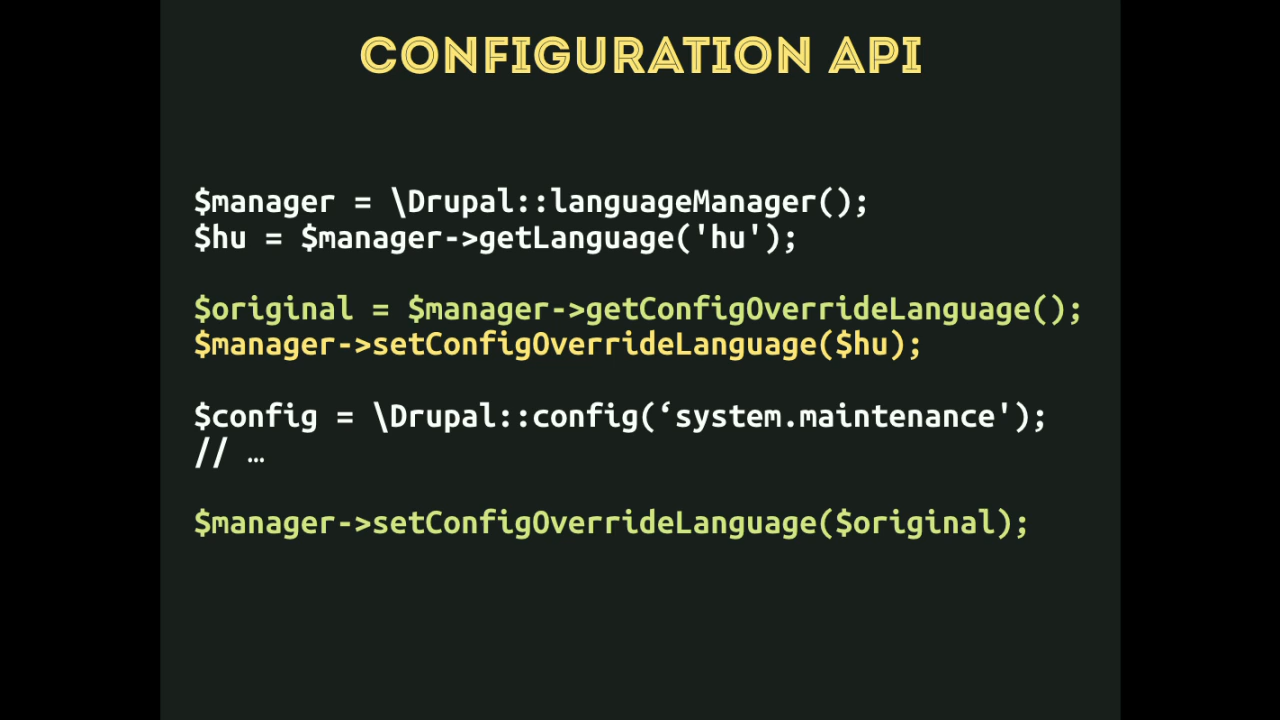 CONFIGURATION API
$manager = \Drupal::languageManager();
$hu = $manager->getLanguage('hu');
$original = $manager->getConfigOverrideLanguage();
$manager->setConfigOverrideLanguage($hu);
$config = \Drupal::config(‘system.maintenance');
// …
$manager->setConfigOverrideLanguage($original);